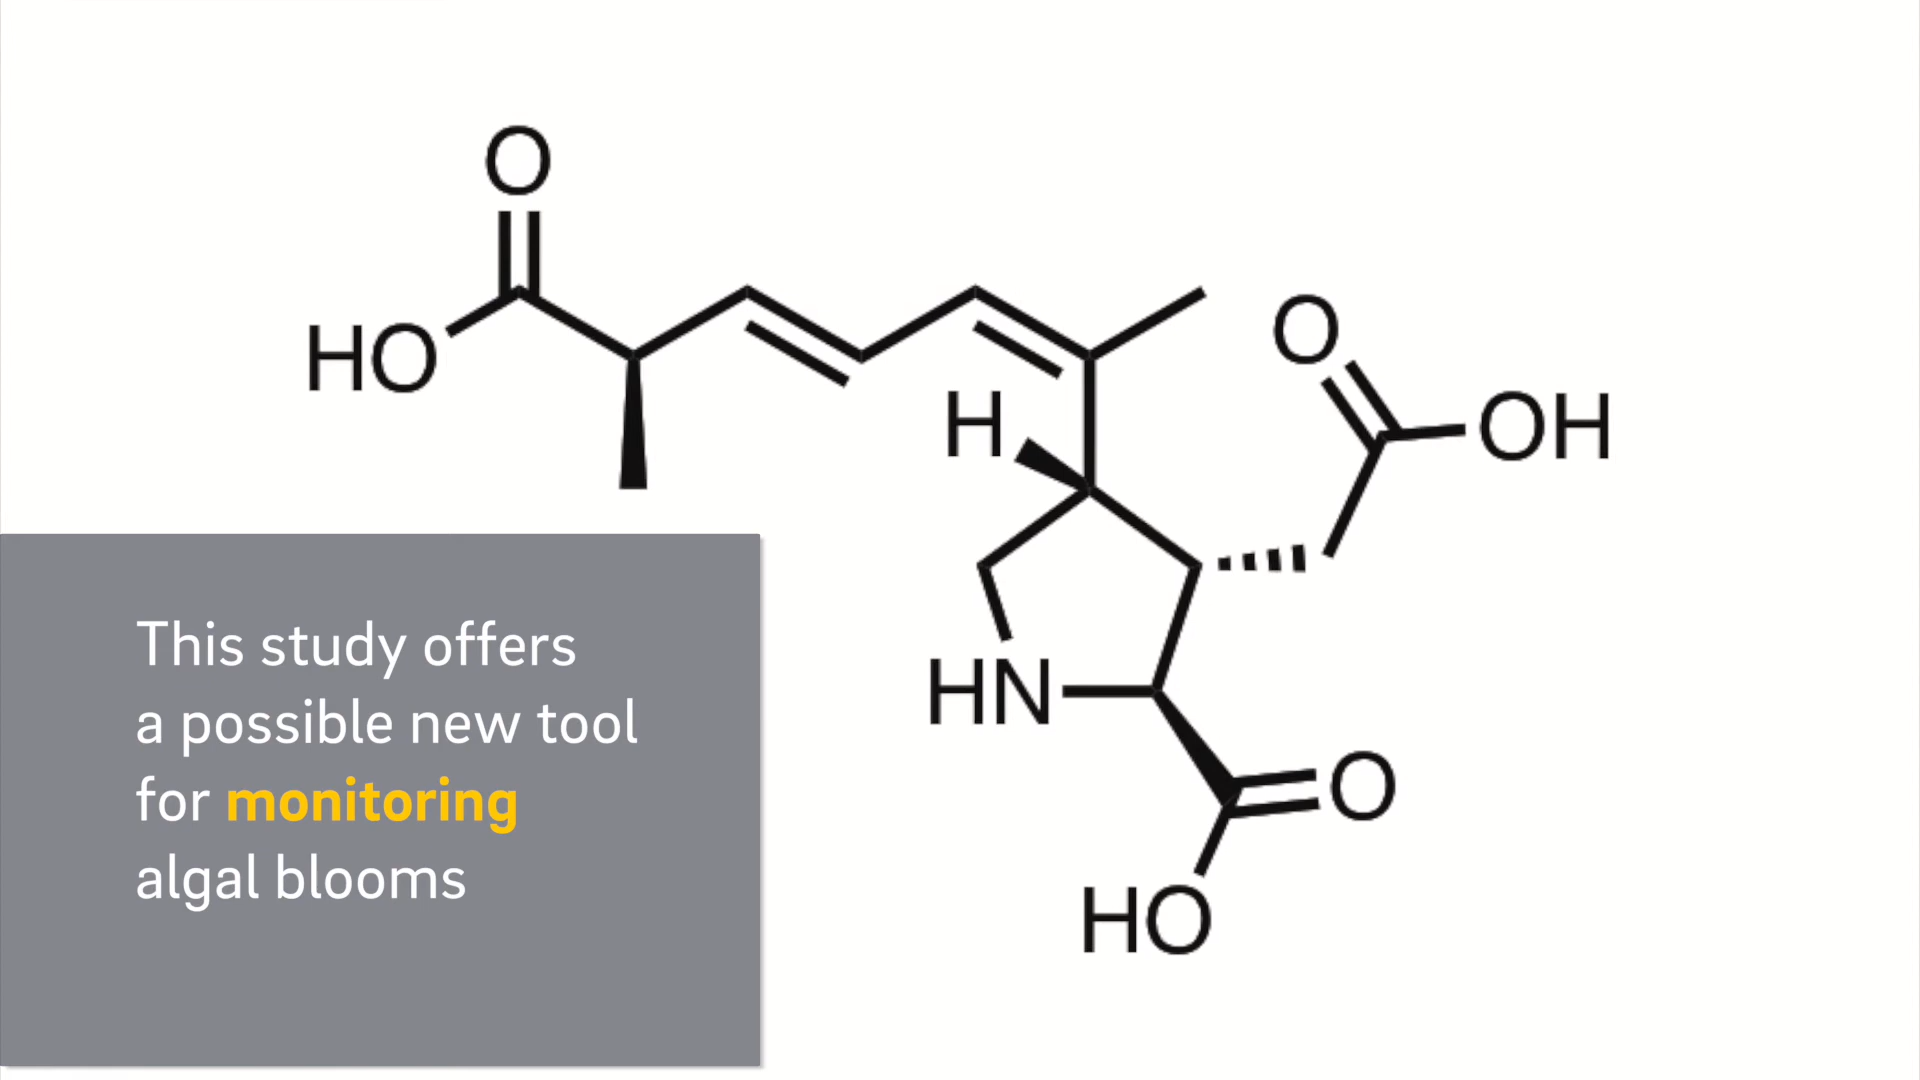 O
HO
H
O
OH
HN
O
HO
This study offers
a possible new tool
for monitoring
algal blooms